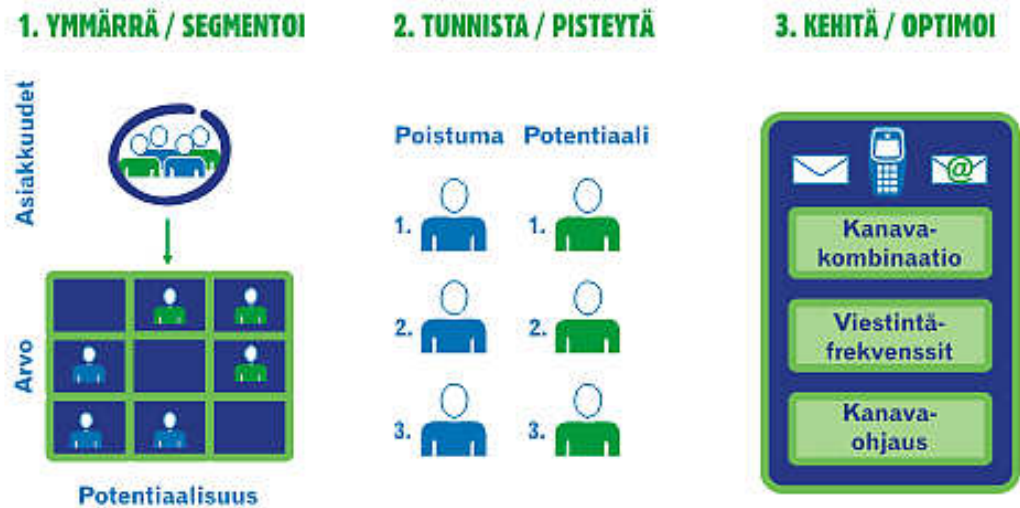 1. YMMÄRRÄ / SEGMENTOI
Asiakkuudet
Arvo
Potentiaalisuus
2. TUNNISTA / PISTEYTÄ
Poistuma Potentiaali
1. 1.
2. 2.
3. 3.
3. KEHITÄ / OPTIMOI
@
Kanava-
kombinaatio
Viestintä-
frekvenssit
Kanava-
ohjaus